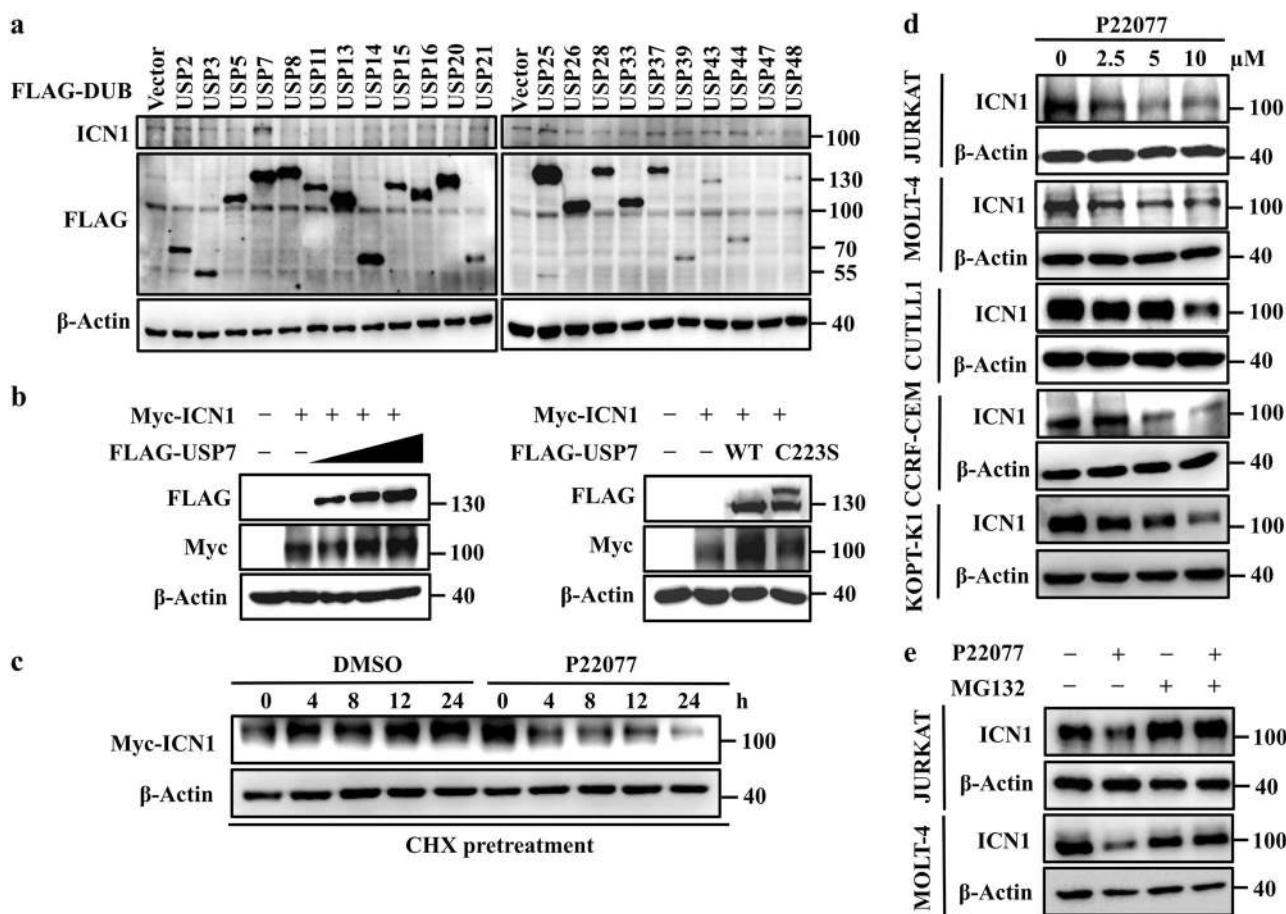 a
FLAG-DUB
Vector USP2 USP3 USP5 USP7 USP8 USP11 USP13 USP14 USP15 USP16 USP20 USP21
Vector USP25 USP26 USP28 USP33 USP37 USP39 USP43 USP44 USP47 USP48
ICN1 100
FLAG 130
100
70
55
β-Actin 40
b
Myc-ICN1 − + + + +
FLAG-USP7 − −
FLAG 130
Myc 100
β-Actin 40
Myc-ICN1 − + + +
FLAG-USP7 − − WT C223S
FLAG 130
Myc 100
β-Actin 40
c
DMSO P22077
0 4 8 12 24 0 4 8 12 24 h
Myc-ICN1 100
β-Actin 40
CHX pretreatment
d
P22077
0 2.5 5 10 μM
JURKAT
ICN1 100
β-Actin 40
MOLT-4
ICN1 100
β-Actin 40
CUTLL1
ICN1 100
β-Actin 40
CCRF-CEM
ICN1 100
β-Actin 40
KOPT-K1
ICN1 100
β-Actin 40
e
P22077 − + − +
MG132 − − + +
JURKAT
ICN1 100
β-Actin 40
MOLT-4
ICN1 100
β-Actin 40